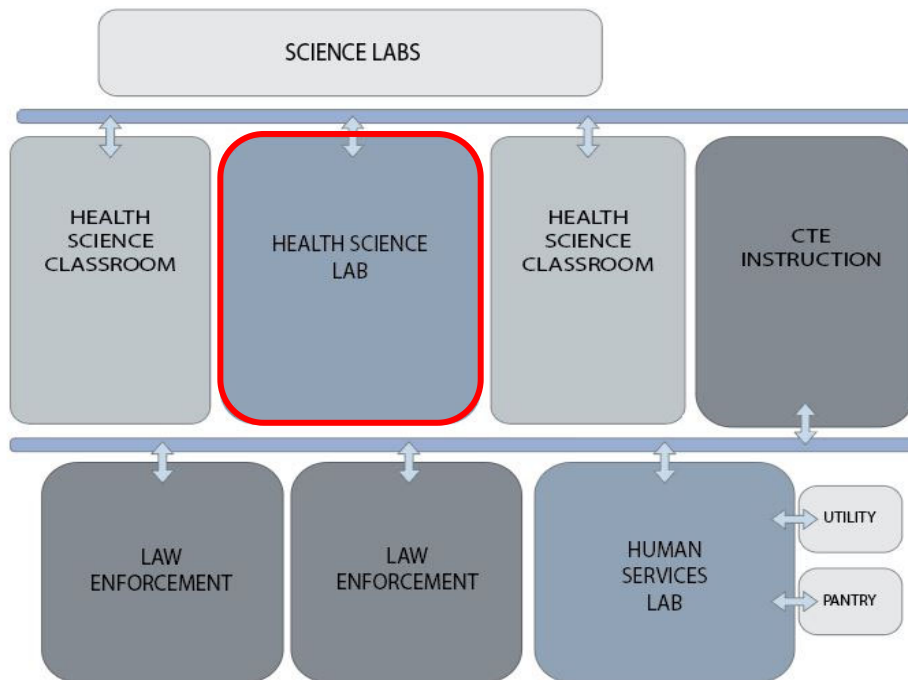 SCIENCE LABS
HEALTH
SCIENCE
CLASSROOM
HEALTH SCIENCE
LAB
HEALTH
SCIENCE
CLASSROOM
CTE
INSTRUCTION
LAW
ENFORCEMENT
LAW
ENFORCEMENT
HUMAN
SERVICES
LAB
UTILITY
PANTRY